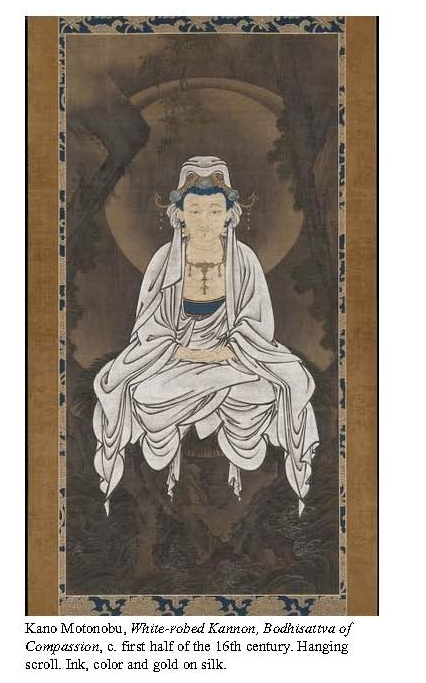 Kano Motonobu, White-robed Kannon, Bodhisattva of
Compassion, c. first half of the 16th century. Hanging
scroll. Ink, color and gold on silk.